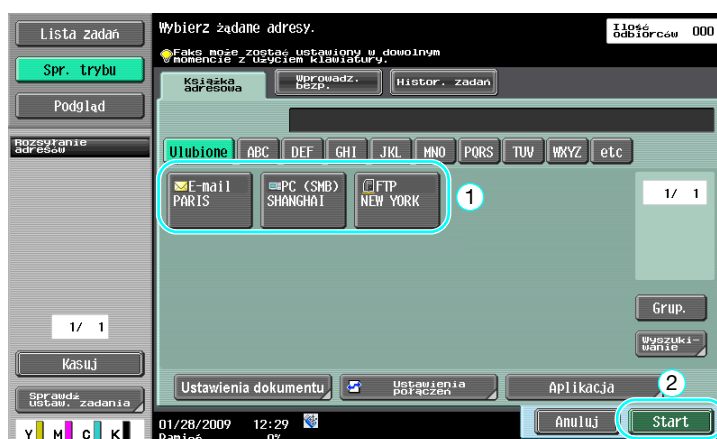 Lista zadań
Spr. trybu
Podgląd
Rozsyłanie
adresów
1/ 1
Kasuj
Sprawdź
ustaw. zadania
Y M C K
Wybierz żądane adresy.
Ilość
odbiorców 000
Faks może zostać ustawiony w dowolnym
momencie z użyciem klawiatury.
Książka
adresowa
Wprowadz.
bezp.
Histor. zadań
Ulubione ABC DEF GHI JKL MNO PQRS TUV WXYZ etc
E-mail
PARIS
PC (SMB)
SHANGHAI
FTP
NEW YORK
1
1/ 1
Grup.
Wyszuki-
wanie
Ustawienia dokumentu
Ustawienia
połączeń
Aplikacja
2
01/28/2009 12:29
Pamięć 0%
Anuluj
Start